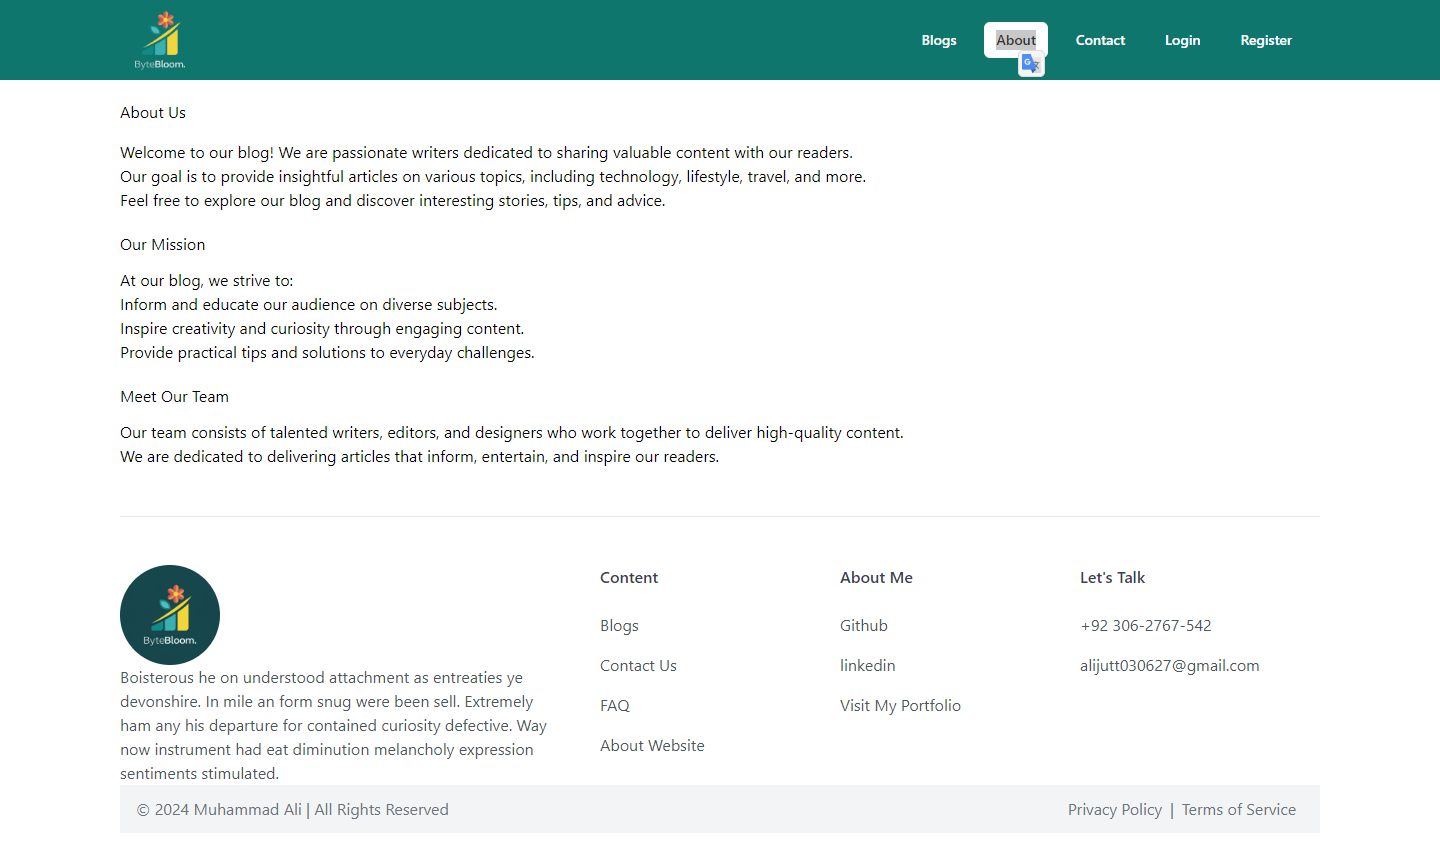 ByteBloom.
Blogs
About
Contact
Login
Register
About Us
Welcome to our blog! We are passionate writers dedicated to sharing valuable content with our readers.
Our goal is to provide insightful articles on various topics, including technology, lifestyle, travel, and more.
Feel free to explore our blog and discover interesting stories, tips, and advice.
Our Mission
At our blog, we strive to:
Inform and educate our audience on diverse subjects.
Inspire creativity and curiosity through engaging content.
Provide practical tips and solutions to everyday challenges.
Meet Our Team
Our team consists of talented writers, editors, and designers who work together to deliver high-quality content.
We are dedicated to delivering articles that inform, entertain, and inspire our readers.
ByteBloom.
Boisterous he on understood attachment as entreaties ye
devonshire. In mile an form snug were been sell. Extremely
ham any his departure for contained curiosity defective. Way
now instrument had eat diminution melancholy expression
sentiments stimulated.
Content
Blogs
Contact Us
FAQ
About Website
About Me
Github
linkedin
Visit My Portfolio
Let's Talk
+92 306-2767-542
alijutt030627@gmail.com
© 2024 Muhammad Ali | All Rights Reserved
Privacy Policy | Terms of Service